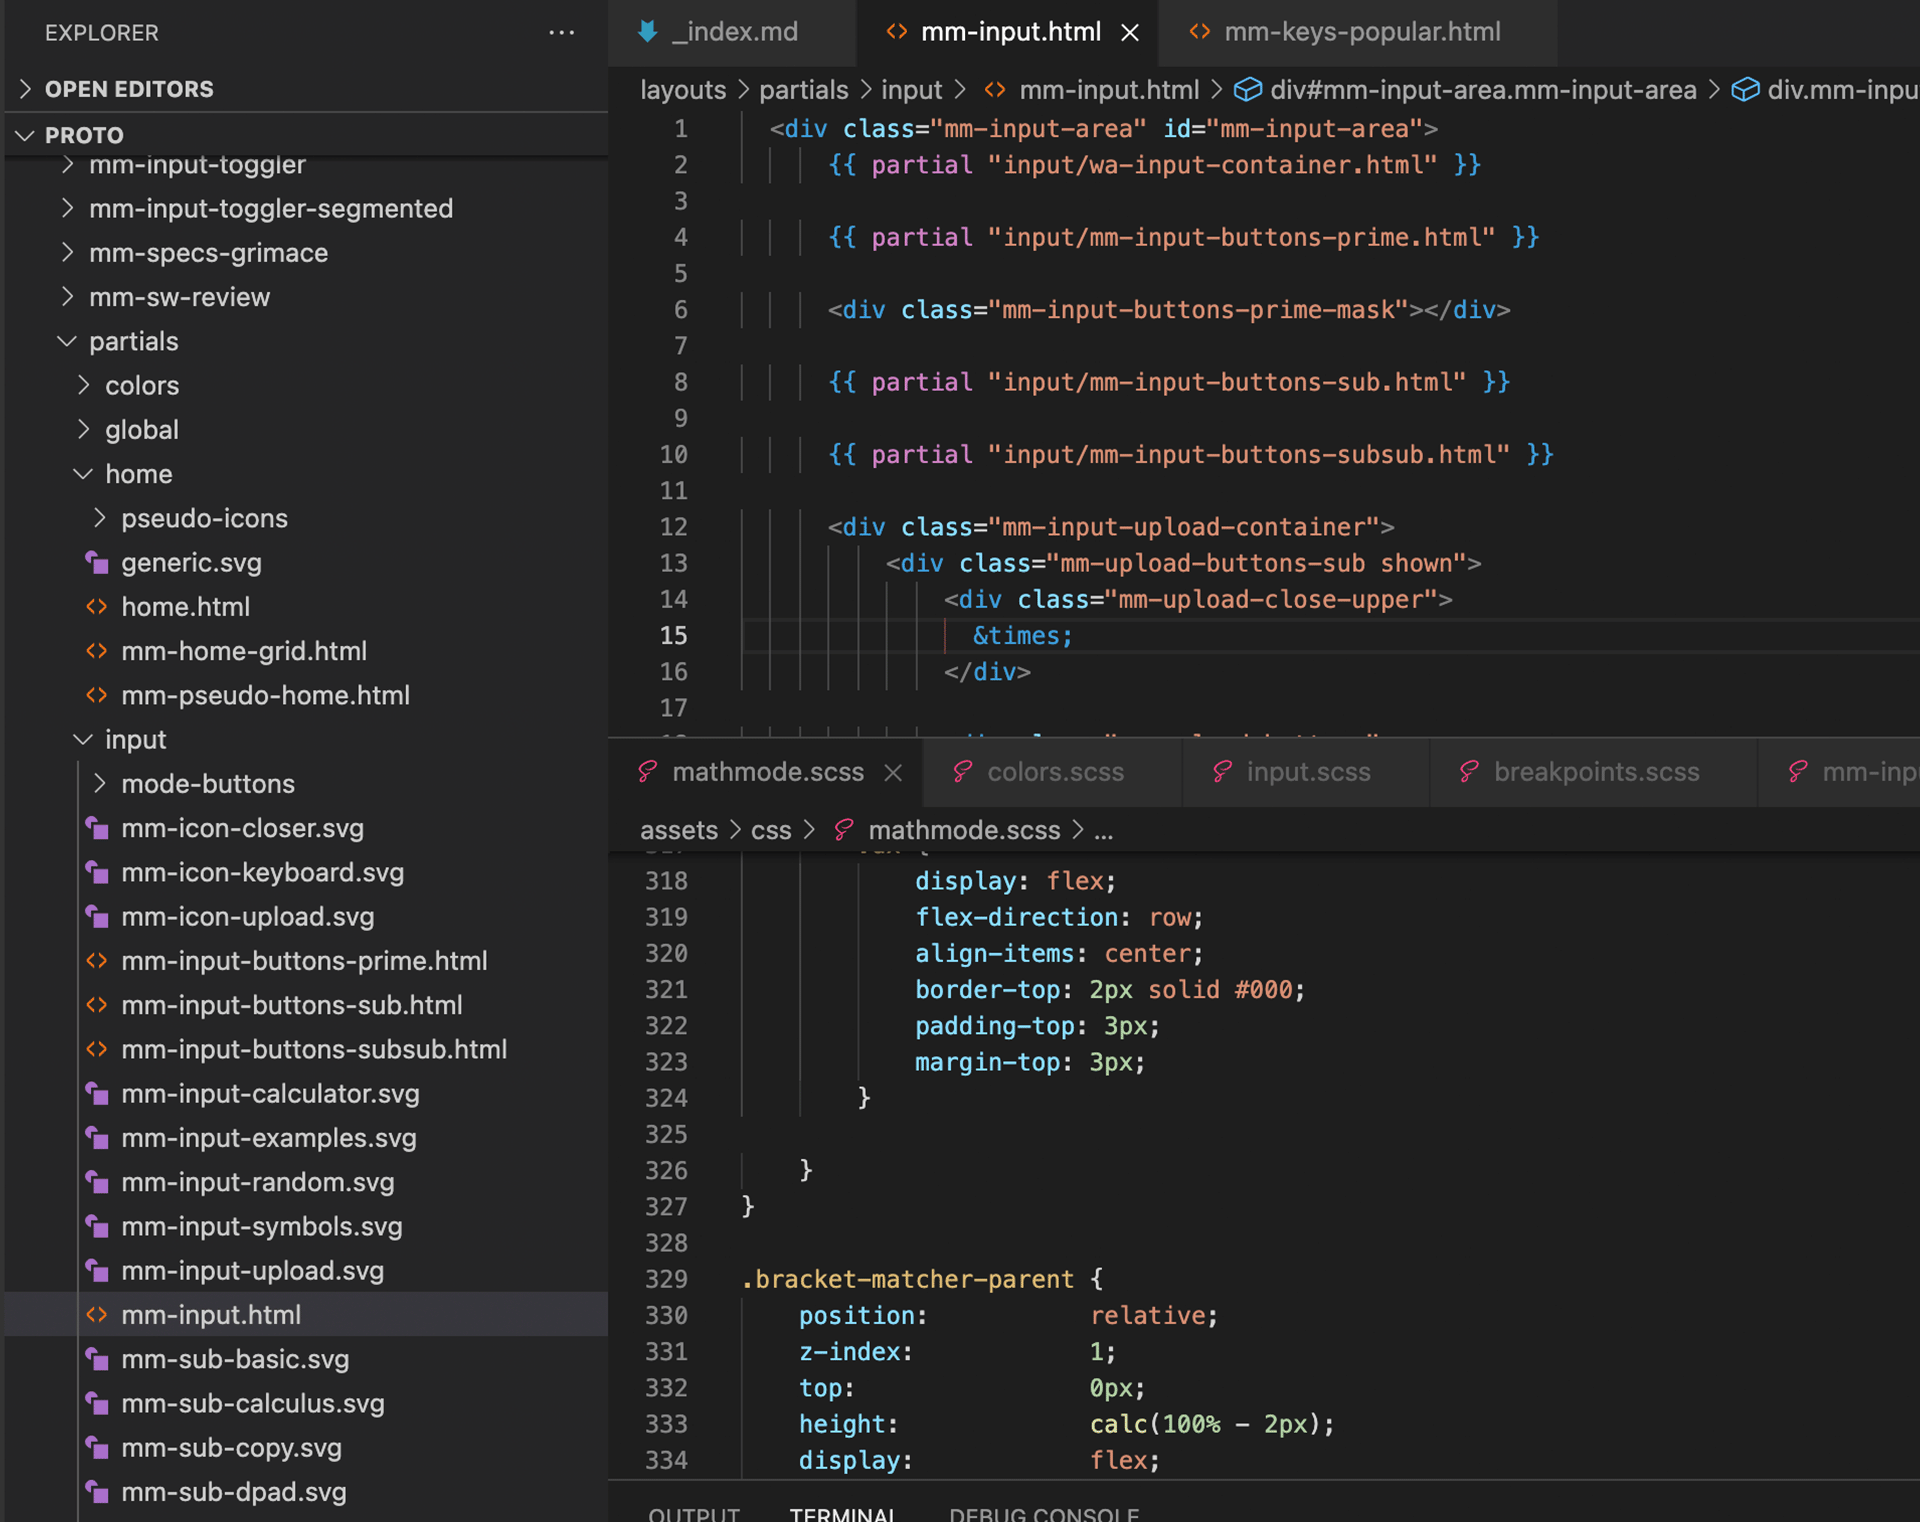 EXPLORER
OPEN EDITORS
PROTO
mm-input-toggler
mm-input-toggler-segmented
mm-specs-grimace
mm-sw-review
partials
colors
global
home
pseudo-icons
generic.svg
home.html
mm-home-grid.html
mm-pseudo-home.html
input
mode-buttons
mm-icon-closer.svg
mm-icon-keyboard.svg
mm-icon-upload.svg
mm-input-buttons-prime.html
mm-input-buttons-sub.html
mm-input-buttons-subsub.html
mm-input-calculator.svg
mm-input-examples.svg
mm-input-random.svg
mm-input-symbols.svg
mm-input-upload.svg
mm-input.html
mm-sub-basic.svg
mm-sub-calculus.svg
mm-sub-copy.svg
mm-sub-dpad.svg
_index.md mm-input.html mm-keys-popular.html
layouts > partials > input > mm-input.html > div#mm-input-area.mm-input-area > div.mm-inpu
1 <div class="mm-input-area" id="mm-input-area">
2 {{ partial "input/wa-input-container.html" }}
3
4 {{ partial "input/mm-input-buttons-prime.html" }}
5
6 <div class="mm-input-buttons-prime-mask"></div>
7
8 {{ partial "input/mm-input-buttons-sub.html" }}
9
10 {{ partial "input/mm-input-buttons-subsub.html" }}
11
12 <div class="mm-input-upload-container">
13 <div class="mm-upload-buttons-sub shown">
14 <div class="mm-upload-close-upper">
15 &times;
16 </div>
17
mathmode.scss colors.scss input.scss breakpoints.scss mm-inp
assets > css > mathmode.scss > ...
318 display: flex;
319 flex-direction: row;
320 align-items: center;
321 border-top: 2px solid #000;
322 padding-top: 3px;
323 margin-top: 3px;
324 }
325
326 }
327 }
328
329 .bracket-matcher-parent {
330 position: relative;
331 z-index: 1;
332 top: 0px;
333 height: calc(100% - 2px);
334 display: flex;
OUTPUT TERMINAL DEBUG CONSOLE